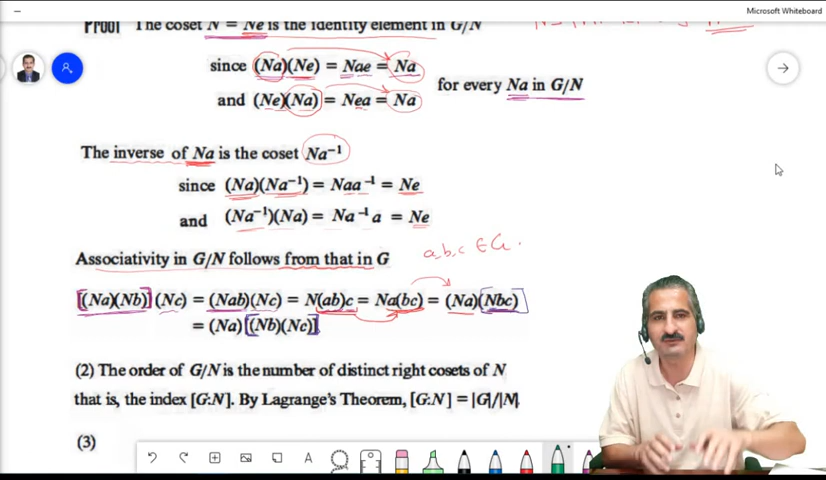 Microsoft Whiteboard
Proof The coset N = Ne is the identity element in G/N
since (Na)(Ne) = Nae = Na
and (Ne)(Na) = Nea = Na
for every Na in G/N
The inverse of Na is the coset Na⁻¹
since (Na)(Na⁻¹) = Naa⁻¹ = Ne
and (Na⁻¹)(Na) = Na⁻¹a = Ne
Associativity in G/N follows from that in G
a,b,c ∈ G.
[(Na)(Nb)](Nc) = (Nab)(Nc) = N(ab)c = Na(bc) = (Na)(Nbc)
= (Na)[(Nb)(Nc)]
(2) The order of G/N is the number of distinct right cosets of N
that is, the index [G:N]. By Lagrange's Theorem, [G:N] = |G|/|N|.
(3)